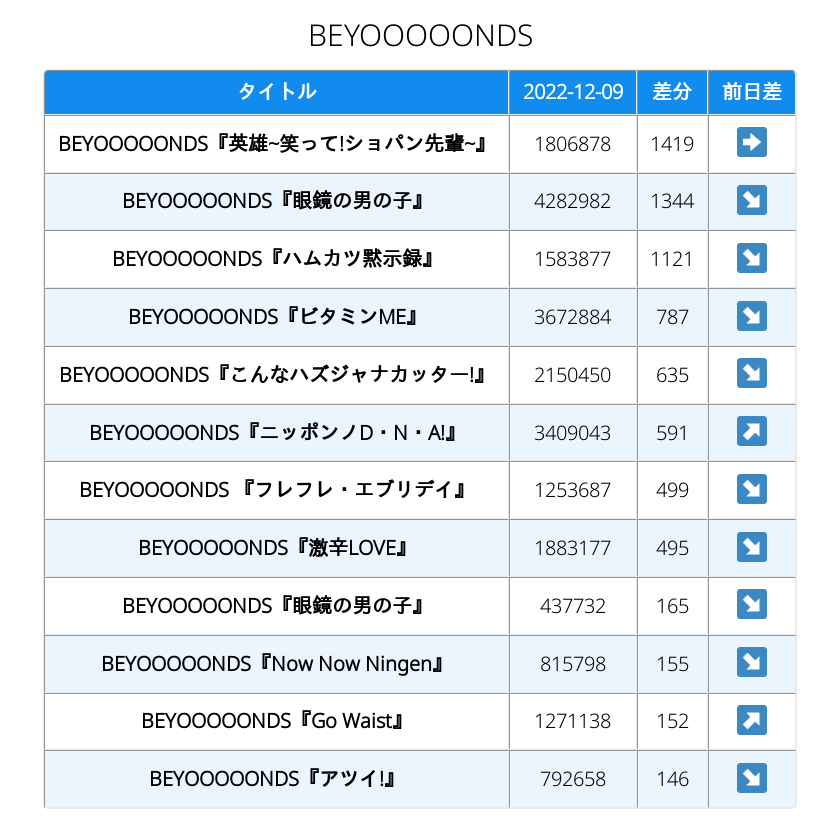 BEYOOOOONDS
タイトル 2022-12-09 差分 前日差
BEYOOOOONDS『英雄~笑って!ショパン先輩~』 1806878 1419 ➡
BEYOOOOONDS『眼鏡の男の子』 4282982 1344 ↘
BEYOOOOONDS『ハムカツ黙示録』 1583877 1121 ↘
BEYOOOOONDS『ビタミンME』 3672884 787 ↘
BEYOOOOONDS『こんなハズジャナカッター!』 2150450 635 ↘
BEYOOOOONDS『ニッポンノD・N・A!』 3409043 591 ↗
BEYOOOOONDS 『フレフレ・エブリデイ』 1253687 499 ↘
BEYOOOOONDS『激辛LOVE』 1883177 495 ↘
BEYOOOOONDS『眼鏡の男の子』 437732 165 ↘
BEYOOOOONDS『Now Now Ningen』 815798 155 ↘
BEYOOOOONDS『Go Waist』 1271138 152 ↗
BEYOOOOONDS『アツイ!』 792658 146 ↘